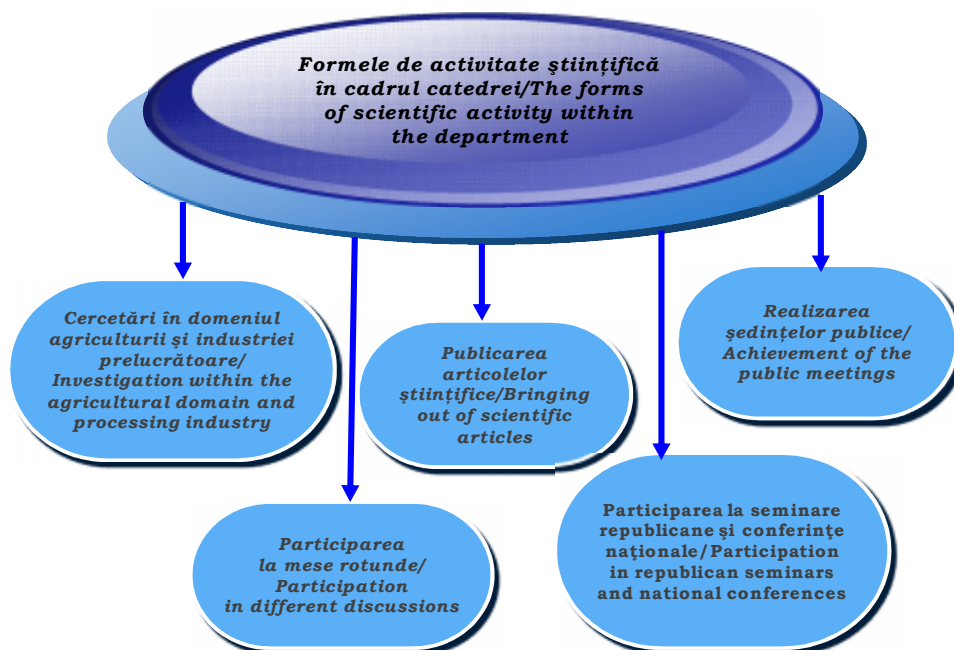 Formele de activitate ştiinţifică
în cadrul catedrei/The forms
of scientific activity within
the department
Cercetări în domeniul
agriculturii şi industriei
prelucrătoare/
Investigation within the
agricultural domain and
processing industry
Publicarea
articolelor
ştiinţifice/Bringing
out of scientific
articles
Realizarea
şedinţelor publice/
Achievement of the
public meetings
Participarea
la mese rotunde/
Participation
in different discussions
Participarea la seminare
republicane şi conferinţe
naţionale/Participation
in republican seminars
and national conferences